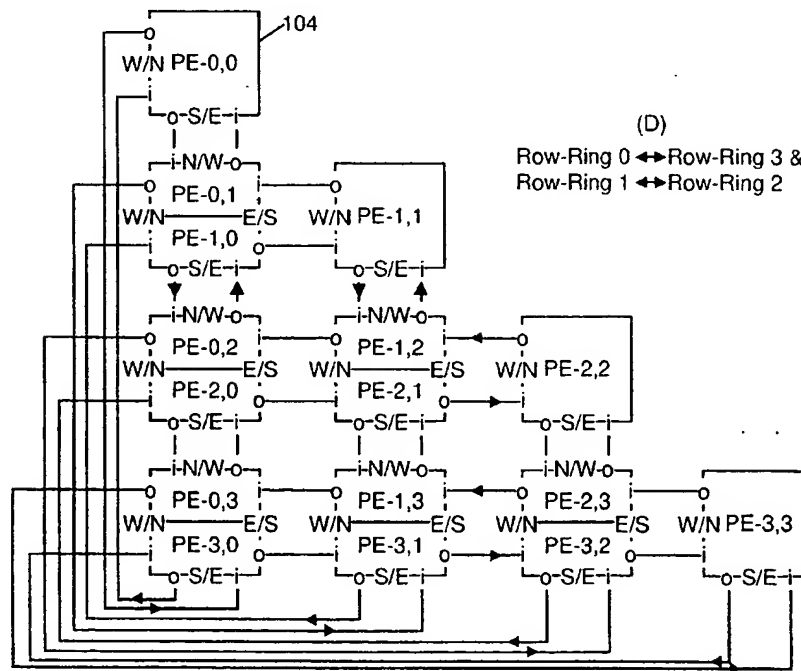 104
o
W/N PE-0,0
i
o-S/E-i
(D)
Row-Ring 0 ◄►Row-Ring 3 &
Row-Ring 1 ◄►Row-Ring 2
i-N/W-o
o PE-0,1 i o
W/N E/S W/N PE-1,1
i PE-1,0 o i
o-S/E-i o-S/E-i
i-N/W-o i-N/W-o
o PE-0,2 i o PE-1,2 i o
W/N E/S W/N E/S W/N PE-2,2
i PE-2,0 o i PE-2,1 o i
o-S/E-i o-S/E-i o-S/E-i
i-N/W-o i-N/W-o i-N/W-o
o PE-0,3 i o PE-1,3 i o PE-2,3 i o
W/N E/S W/N E/S W/N E/S W/N PE-3,3
i PE-3,0 o i PE-3,1 o i PE-3,2 o i
o-S/E-i o-S/E-i o-S/E-i o-S/E-i